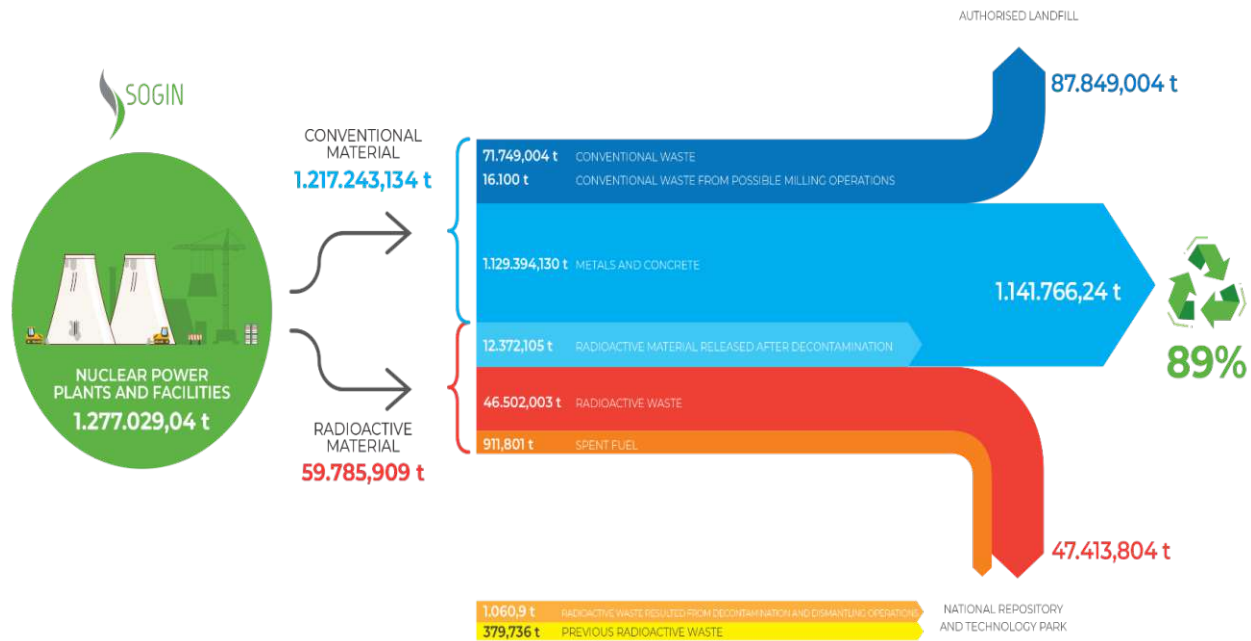 AUTHORISED LANDFILL
87.849,004 t
SOGIN
CONVENTIONAL
MATERIAL
1.217.243,134 t
71.749,004 t CONVENTIONAL WASTE
16.100 t CONVENTIONAL WASTE FROM POSSIBLE MILLING OPERATIONS
1.129.394,130 t METALS AND CONCRETE
1.141.766,24 t
12.372,105 t RADIOACTIVE MATERIAL RELEASED AFTER DECONTAMINATION
89%
NUCLEAR POWER
PLANTS AND FACILITIES
1.277.029,04 t
RADIOACTIVE
MATERIAL
59.785,909 t
46.502,003 t RADIOACTIVE WASTE
911,801 t SPENT FUEL
47.413,804 t
1.060,9 t RADIOACTIVE WASTE RESULTED FROM DECONTAMINATION AND DISMANTLING OPERATIONS
379,736 t PREVIOUS RADIOACTIVE WASTE
NATIONAL REPOSITORY
AND TECHNOLOGY PARK